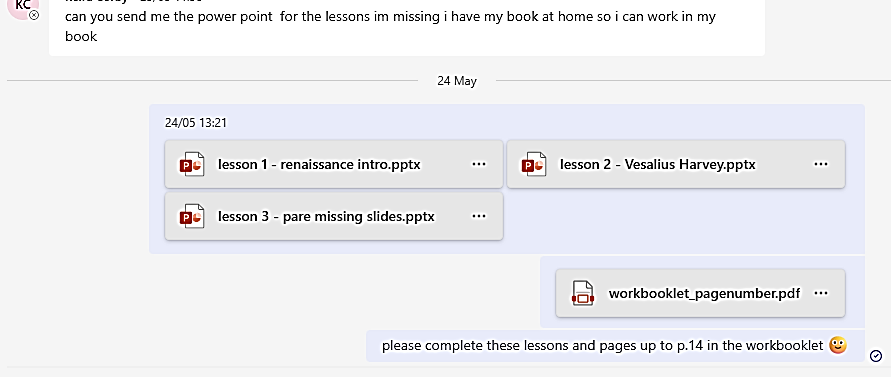 KC
can you send me the power point for the lessons im missing i have my book at home so i can work in my
book
24 May
24/05 13:21
lesson 1 - renaissance intro.pptx
lesson 2 - Vesalius Harvey.pptx
lesson 3 - pare missing slides.pptx
workbooklet_pagenumber.pdf
please complete these lessons and pages up to p.14 in the workbooklet